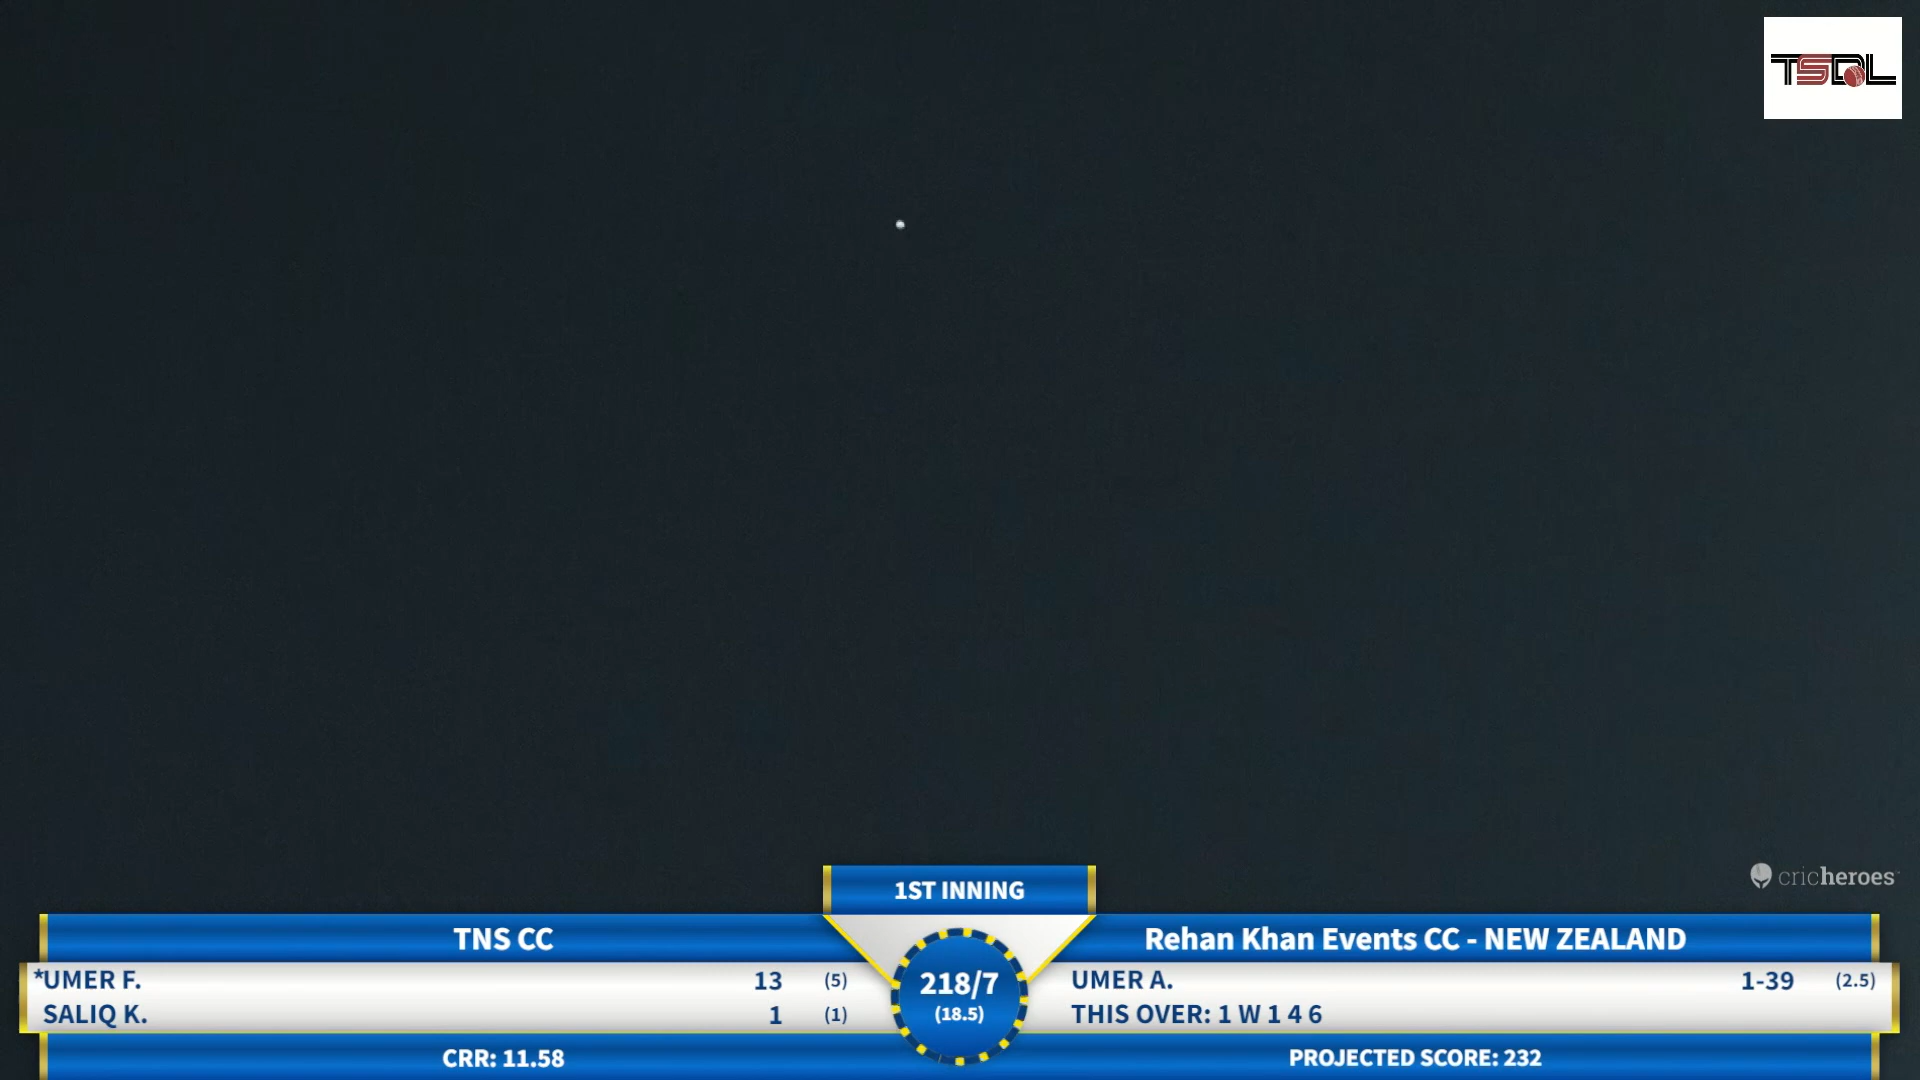 TSDL
cricheroes
1ST INNING
TNS CC
Rehan Khan Events CC - NEW ZEALAND
*UMER F. 13 (5)
SALIQ K. 1 (1)
218/7
(18.5)
UMER A. 1-39 (2.5)
THIS OVER: 1 W 1 4 6
CRR: 11.58
PROJECTED SCORE: 232